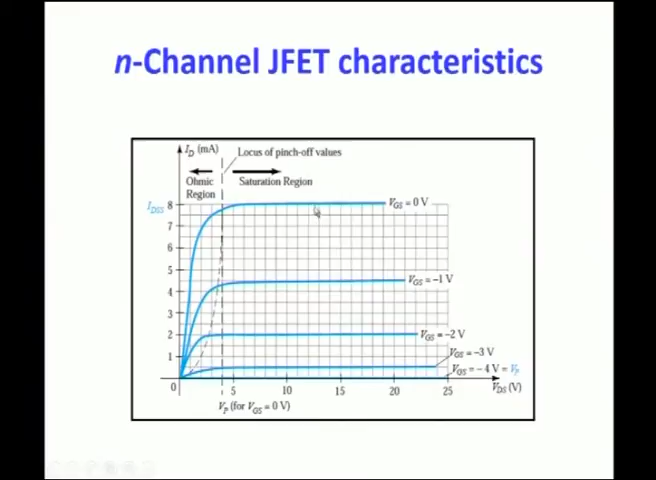 n-Channel JFET characteristics
I_D (mA)
Locus of pinch-off values
Ohmic
Region
Saturation Region
I_DSS 8
V_GS = 0 V
7
6
5
V_GS = −1 V
4
3
2
V_GS = −2 V
V_GS = −3 V
1
V_GS = − 4 V = V_P
0 5 10 15 20 25 V_DS (V)
V_P (for V_GS = 0 V)